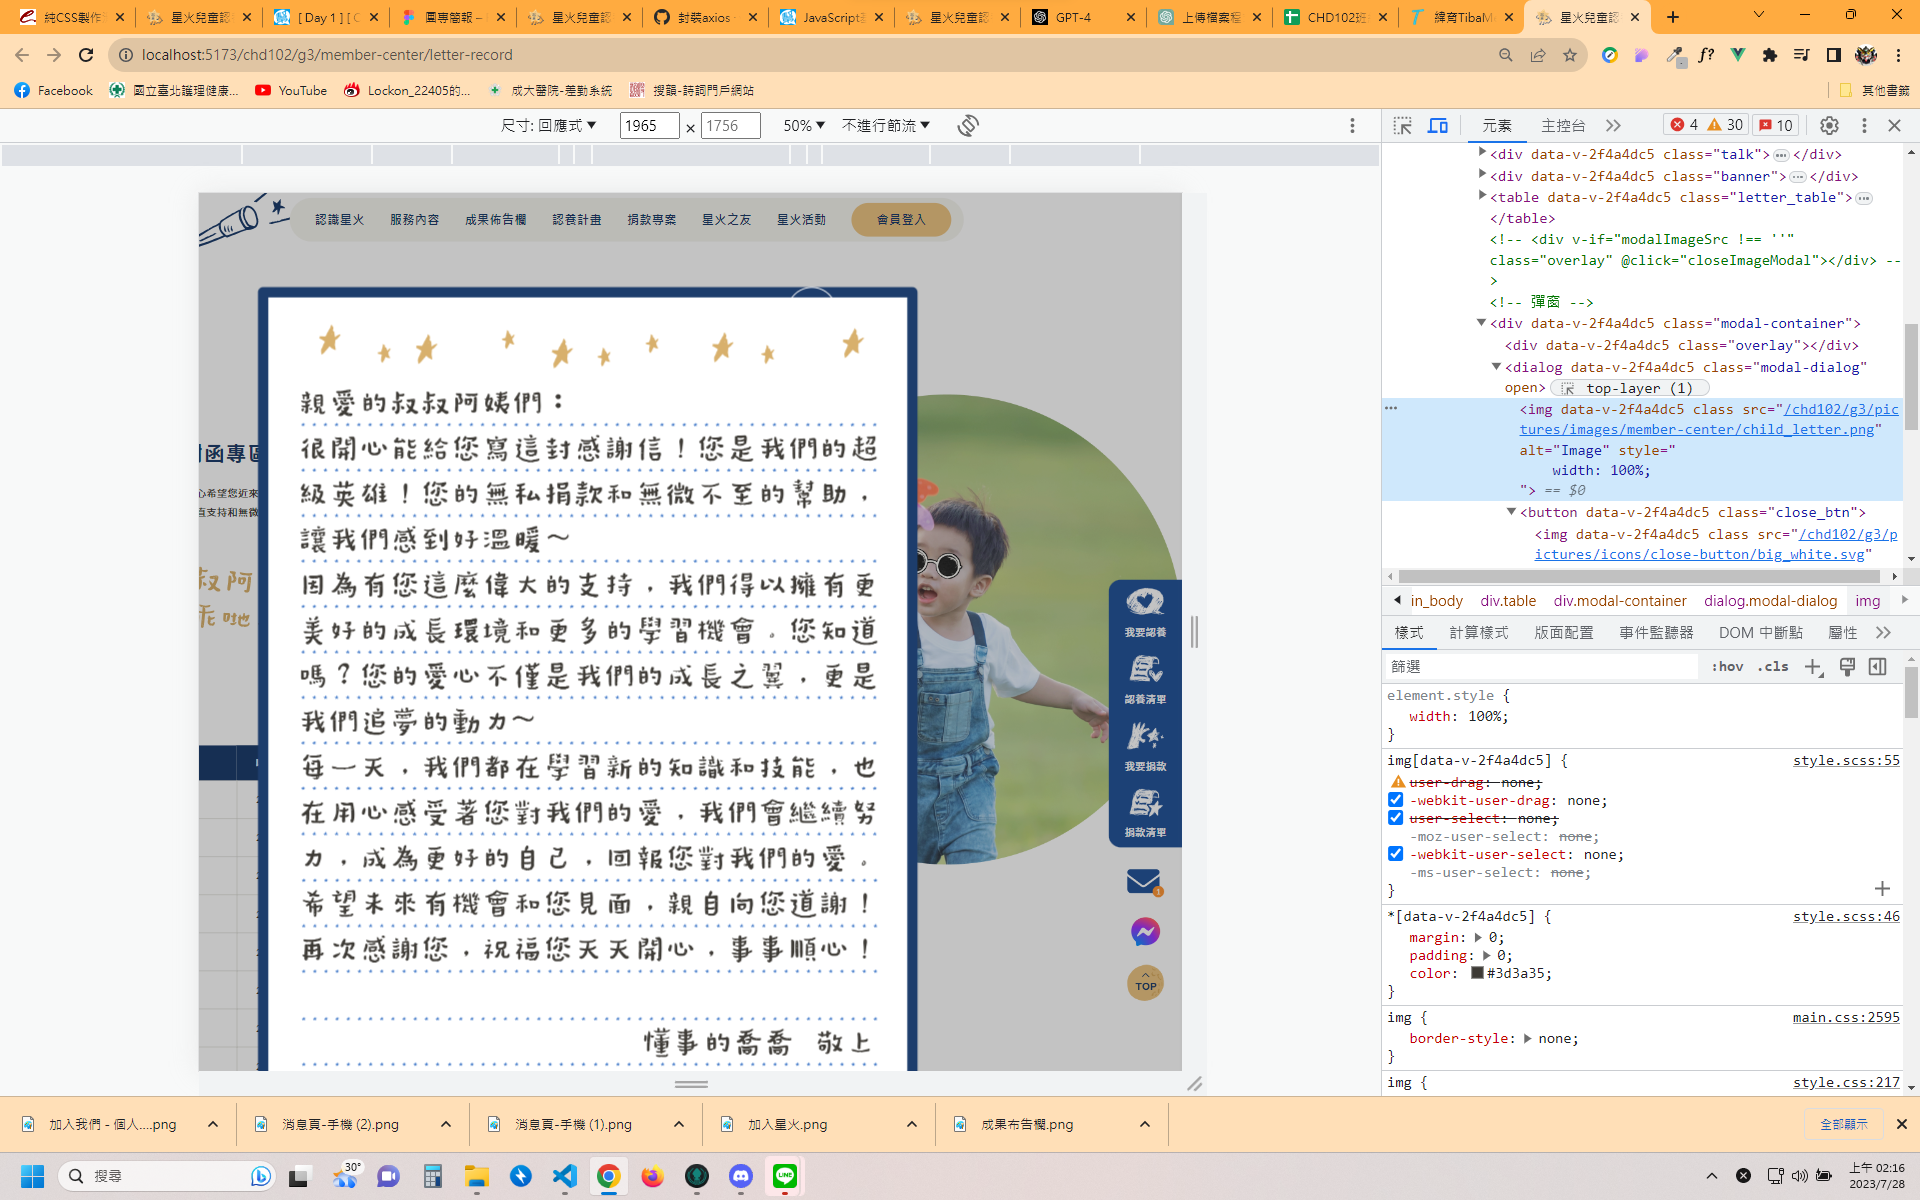 純CSS製作
星火兒童認
[ Day 1 ] [ C
圖專簡報 –
星火兒童認
封裝axios
JavaScript
星火兒童認
GPT-4
上傳檔案程
CHD102班
緯育TibaM
星火兒童認
localhost:5173/chd102/g3/member-center/letter-record
Facebook
國立臺北護理健康...
YouTube
Lockon_22405的...
成大醫院-差勤系統
搜韻-詩詞門戶網站
其他書籤
尺寸: 回應式
1965 × 1756
50%
不進行節流
元素
主控台
4
30
10
認識星火
服務內容
成果佈告欄
認養計畫
捐款專案
星火之友
星火活動
會員登入
親愛的叔叔阿姨們：
很開心能給您寫這封感謝信！您是我們的超
級英雄！您的無私捐款和無微不至的幫助，
讓我們感到好溫暖～
因為有您這麼偉大的支持，我們得以擁有更
美好的成長環境和更多的學習機會。您知道
嗎？您的愛心不僅是我們的成長之翼，更是
我們追夢的動力～
每一天，我們都在學習新的知識和技能，也
在用心感受著您對我們的愛，我們會繼續努
力，成為更好的自己，回報您對我們的愛。
希望未來有機會和您見面，親自向您道謝！
再次感謝您，祝福您天天開心，事事順心！
懂事的喬喬 敬上
函專區
心希望您近來
直支持和無微
叔阿
乖吔
我要認養
認養清單
我要捐款
捐款清單
TOP
<div data-v-2f4a4dc5 class="talk"> ⋯ </div>
<div data-v-2f4a4dc5 class="banner"> ⋯ </div>
<table data-v-2f4a4dc5 class="letter_table"> ⋯
</table>
<!-- <div v-if="modalImageSrc !== ''"
class="overlay" @click="closeImageModal"></div> --
>
<!-- 彈窗 -->
<div data-v-2f4a4dc5 class="modal-container">
<div data-v-2f4a4dc5 class="overlay"></div>
<dialog data-v-2f4a4dc5 class="modal-dialog"
open> top-layer (1)
<img data-v-2f4a4dc5 class src="/chd102/g3/pic
tures/images/member-center/child_letter.png"
alt="Image" style="
width: 100%;
"> == $0
<button data-v-2f4a4dc5 class="close_btn">
<img data-v-2f4a4dc5 class src="/chd102/g3/p
ictures/icons/close-button/big_white.svg"
in_body div.table div.modal-container dialog.modal-dialog img
樣式
計算樣式
版面配置
事件監聽器
DOM 中斷點
屬性
篩選
:hov .cls
element.style {
width: 100%;
}
img[data-v-2f4a4dc5] { style.scss:55
user-drag: none;
-webkit-user-drag: none;
user-select: none;
-moz-user-select: none;
-webkit-user-select: none;
-ms-user-select: none;
}
*[data-v-2f4a4dc5] { style.scss:46
margin: 0;
padding: 0;
color: #3d3a35;
}
img { main.css:2595
border-style: none;
}
img { style.css:217
加入我們 - 個人....png
消息頁-手機 (2).png
消息頁-手機 (1).png
加入星火.png
成果布告欄.png
全部顯示
搜尋
30°
上午 02:16
2023/7/28